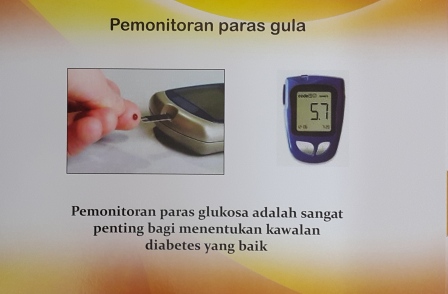 Pemonitoran paras gula
5.7
Pemonitoran paras glukosa adalah sangat
penting bagi menentukan kawalan
diabetes yang baik